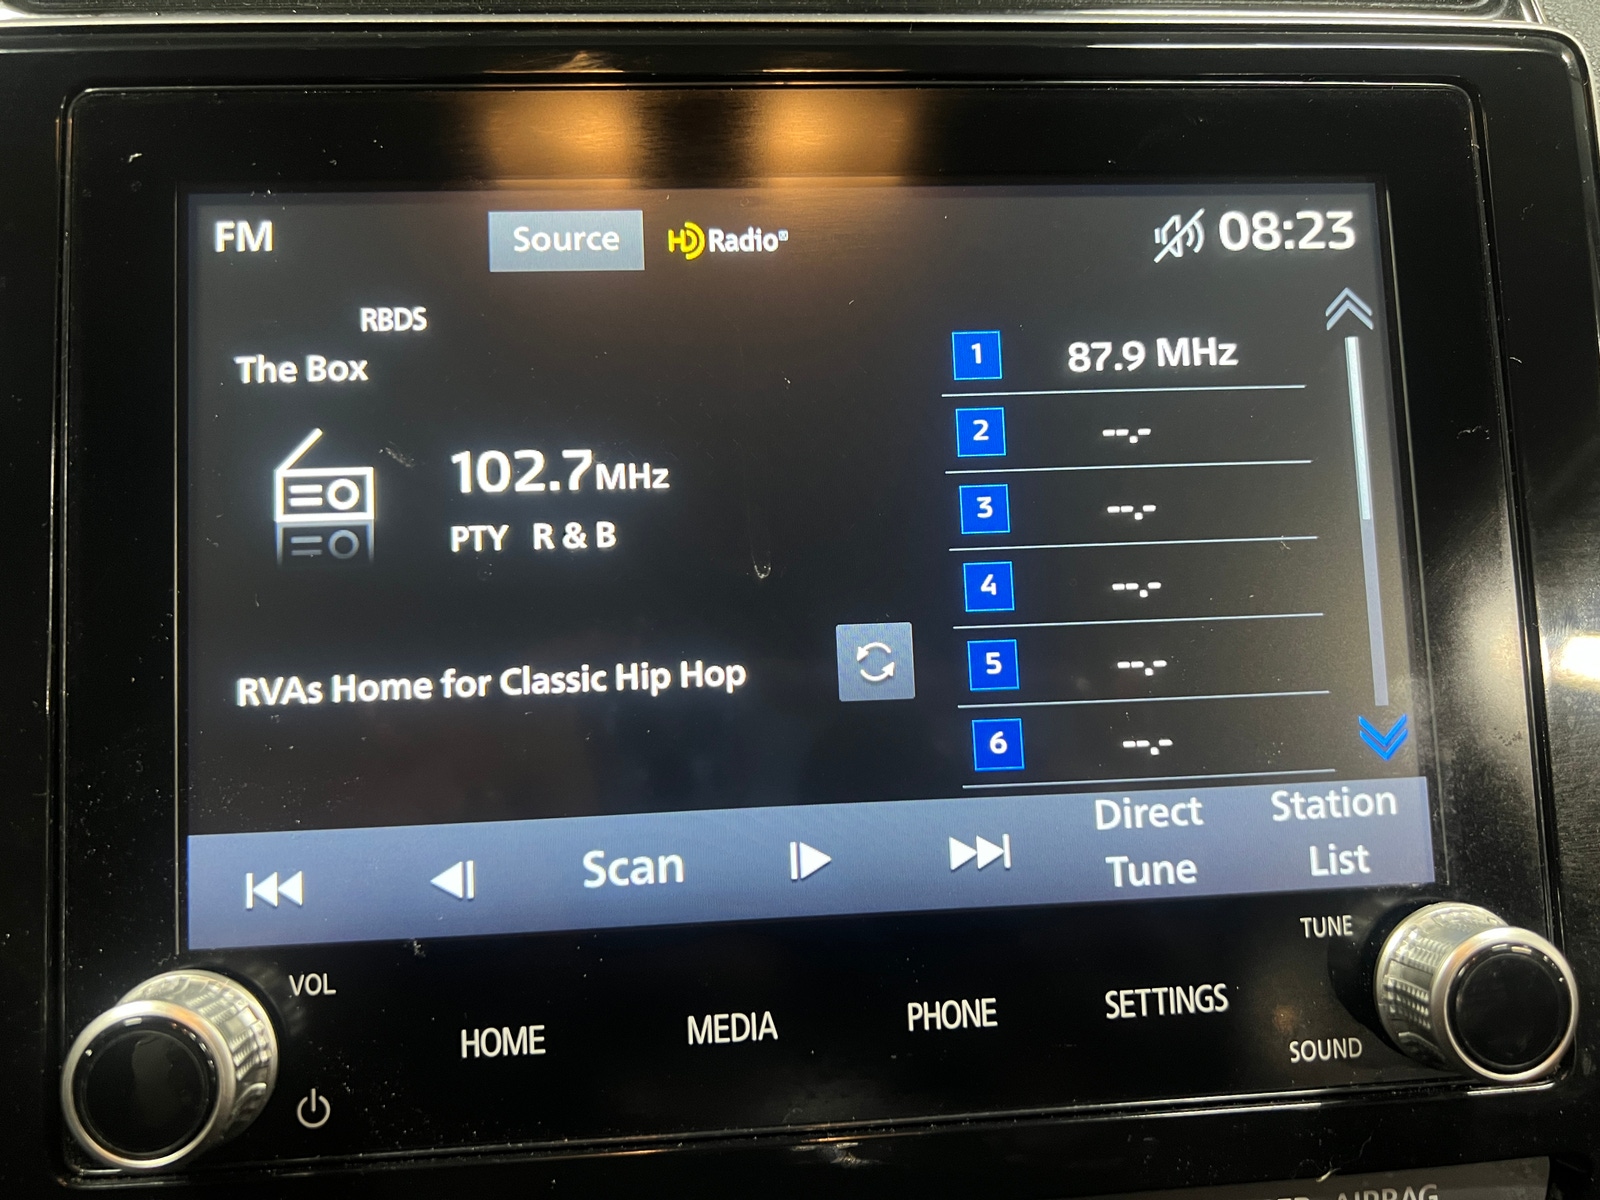 FM
Source
HD Radio
08:23
RBDS
The Box
102.7MHz
PTY R & B
RVAs Home for Classic Hip Hop
1 87.9 MHz
2 --.-
3 --.-
4 --.-
5 --.-
6 --.-
Scan
Direct
Tune
Station
List
VOL
HOME
MEDIA
PHONE
SETTINGS
TUNE
SOUND
AIRBAG